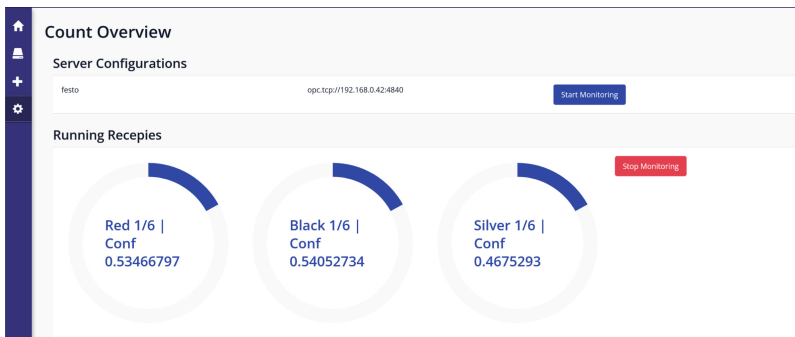 Count Overview
Server Configurations
festo opc.tcp://192.168.0.42:4840 Start Monitoring
Running Recepies
Stop Monitoring
Red 1/6 |
Conf
0.53466797
Black 1/6 |
Conf
0.54052734
Silver 1/6 |
Conf
0.4675293